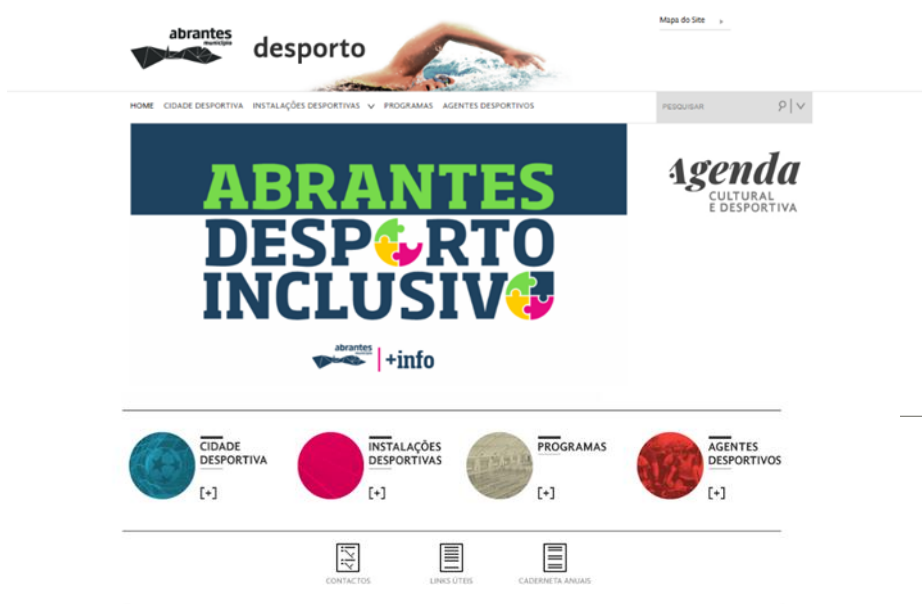 abrantes
município
desporto
Mapa do Site »
HOME CIDADE DESPORTIVA INSTALAÇÕES DESPORTIVAS PROGRAMAS AGENTES DESPORTIVOS
PESQUISAR
ABRANTES
DESPORTO
INCLUSIVO
abrantes
município
+info
Agenda
CULTURAL
E DESPORTIVA
CIDADE
DESPORTIVA
[+]
INSTALAÇÕES
DESPORTIVAS
[+]
PROGRAMAS
[+]
AGENTES
DESPORTIVOS
[+]
CONTACTOS
LINKS ÚTEIS
CADERNETA ANUAIS